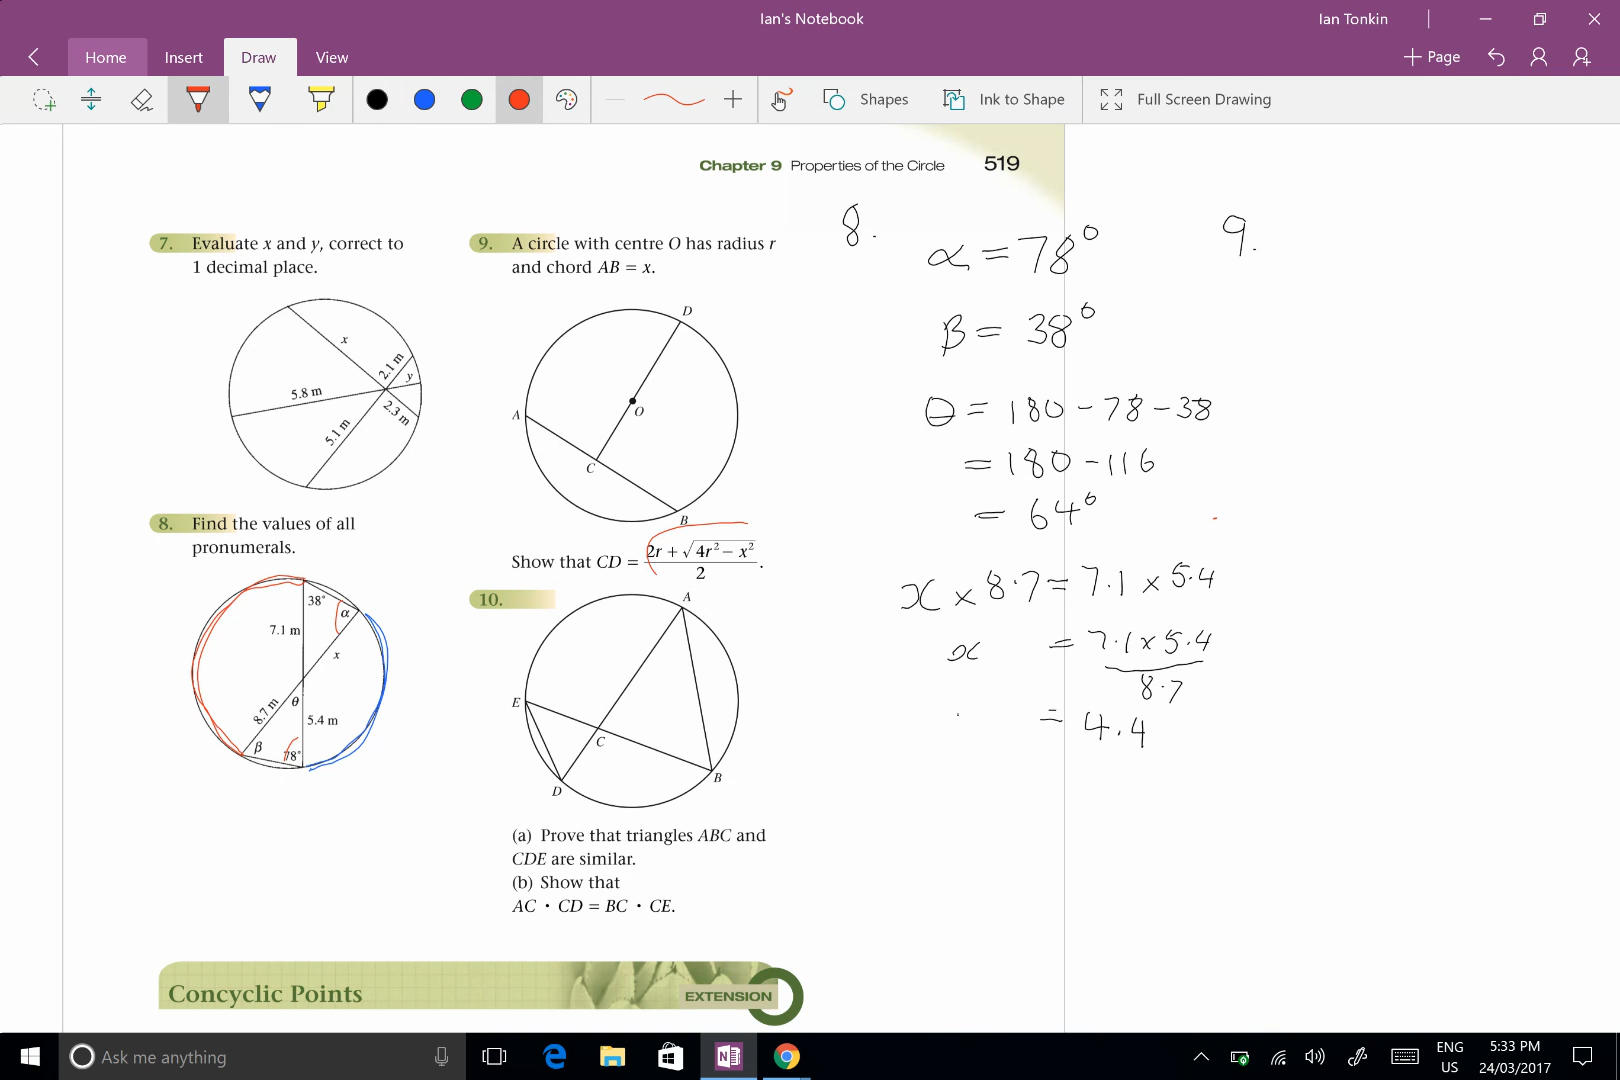 Ian's Notebook
Ian Tonkin
Home Insert Draw View
Page
Shapes Ink to Shape Full Screen Drawing
Chapter 9 Properties of the Circle 519
7. Evaluate x and y, correct to
1 decimal place.
x
2.1 m
y
5.8 m
2.3 m
5.1 m
8. Find the values of all
pronumerals.
38°
α
7.1 m
x
8.7 m
θ
5.4 m
β
78°
9. A circle with centre O has radius r
and chord AB = x.
D
A
O
C
B
Show that CD = 2r + √4r² – x² / 2 .
10.
A
E
C
B
D
(a) Prove that triangles ABC and
CDE are similar.
(b) Show that
AC · CD = BC · CE.
Concyclic Points
EXTENSION
8.
α = 78°
β = 38°
θ = 180 - 78 - 38
= 180 - 116
= 64°
x × 8.7 = 7.1 × 5.4
x = 7.1 × 5.4
8.7
= 4.4
9.
Ask me anything
N
ENG
US
5:33 PM
24/03/2017